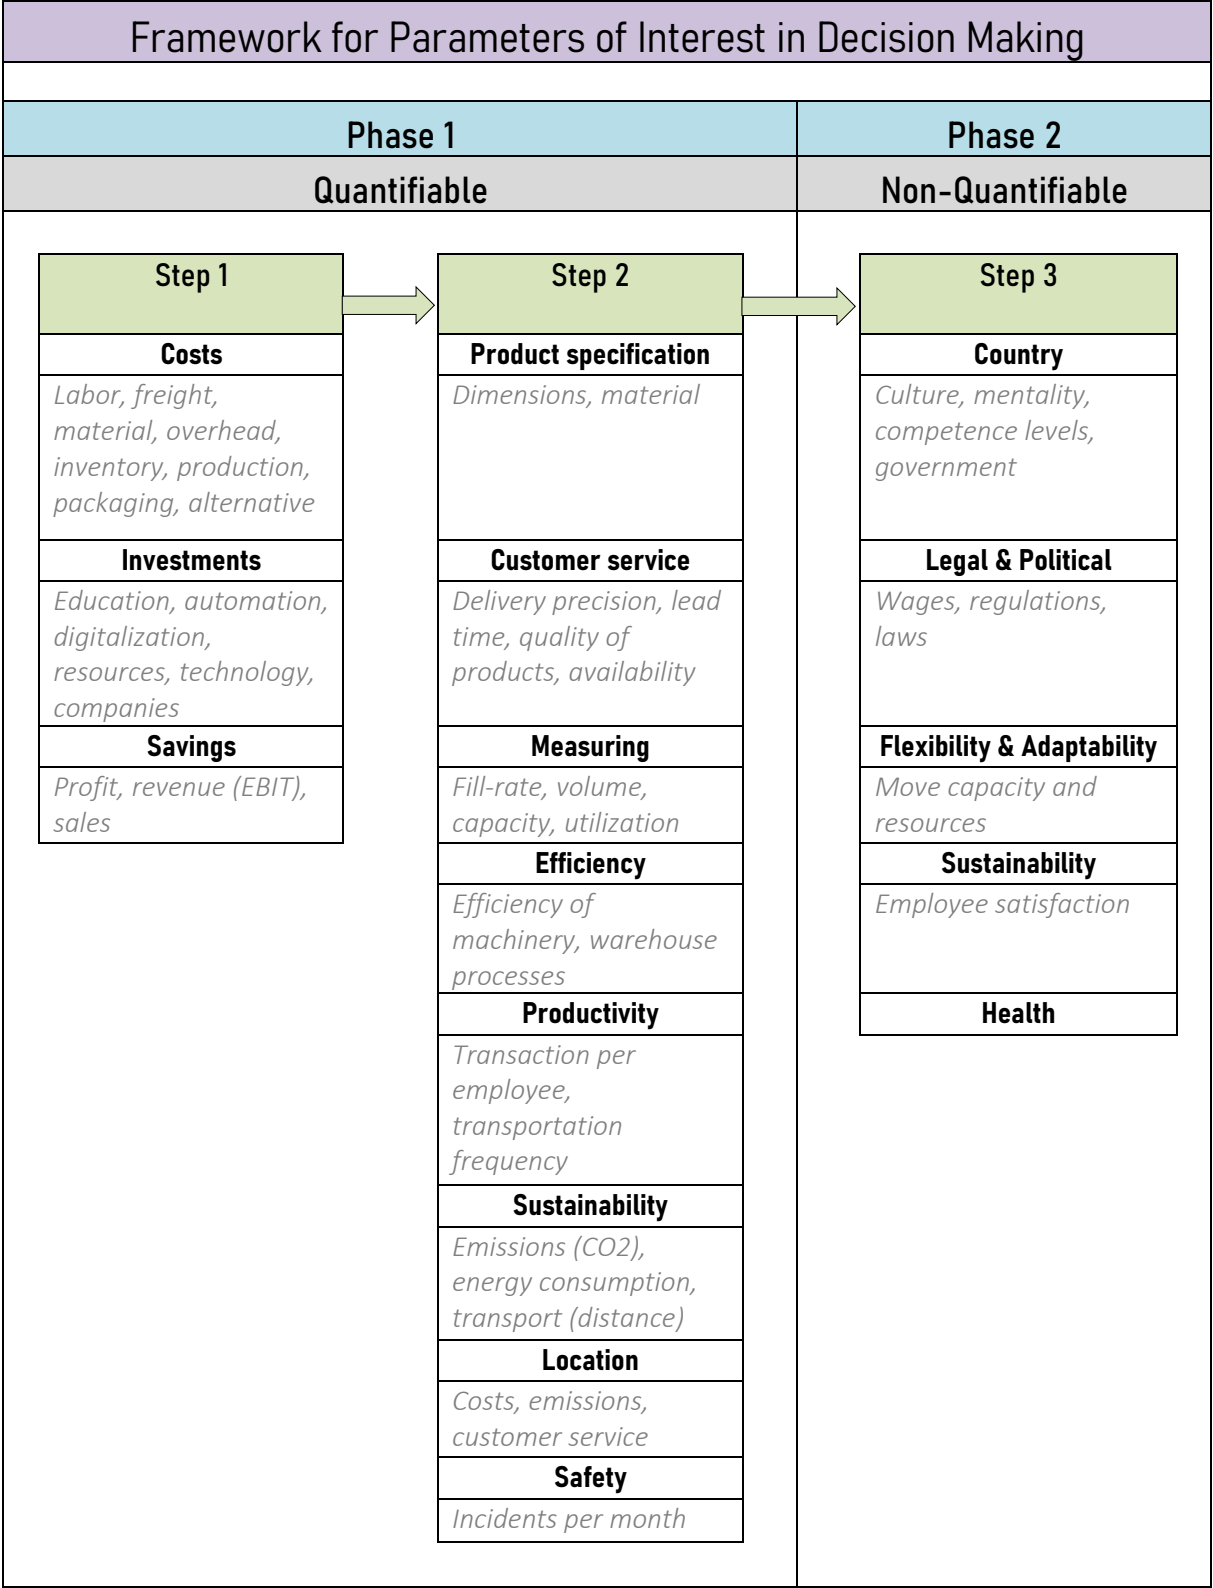 Framework for Parameters of Interest in Decision Making
Phase 1
Phase 2
Quantifiable
Non-Quantifiable
Step 1
Costs
Labor, freight,
material, overhead,
inventory, production,
packaging, alternative
Investments
Education, automation,
digitalization,
resources, technology,
companies
Savings
Profit, revenue (EBIT),
sales
Step 2
Product specification
Dimensions, material
Customer service
Delivery precision, lead
time, quality of
products, availability
Measuring
Fill-rate, volume,
capacity, utilization
Efficiency
Efficiency of
machinery, warehouse
processes
Productivity
Transaction per
employee,
transportation
frequency
Sustainability
Emissions (CO2),
energy consumption,
transport (distance)
Location
Costs, emissions,
customer service
Safety
Incidents per month
Step 3
Country
Culture, mentality,
competence levels,
government
Legal & Political
Wages, regulations,
laws
Flexibility & Adaptability
Move capacity and
resources
Sustainability
Employee satisfaction
Health